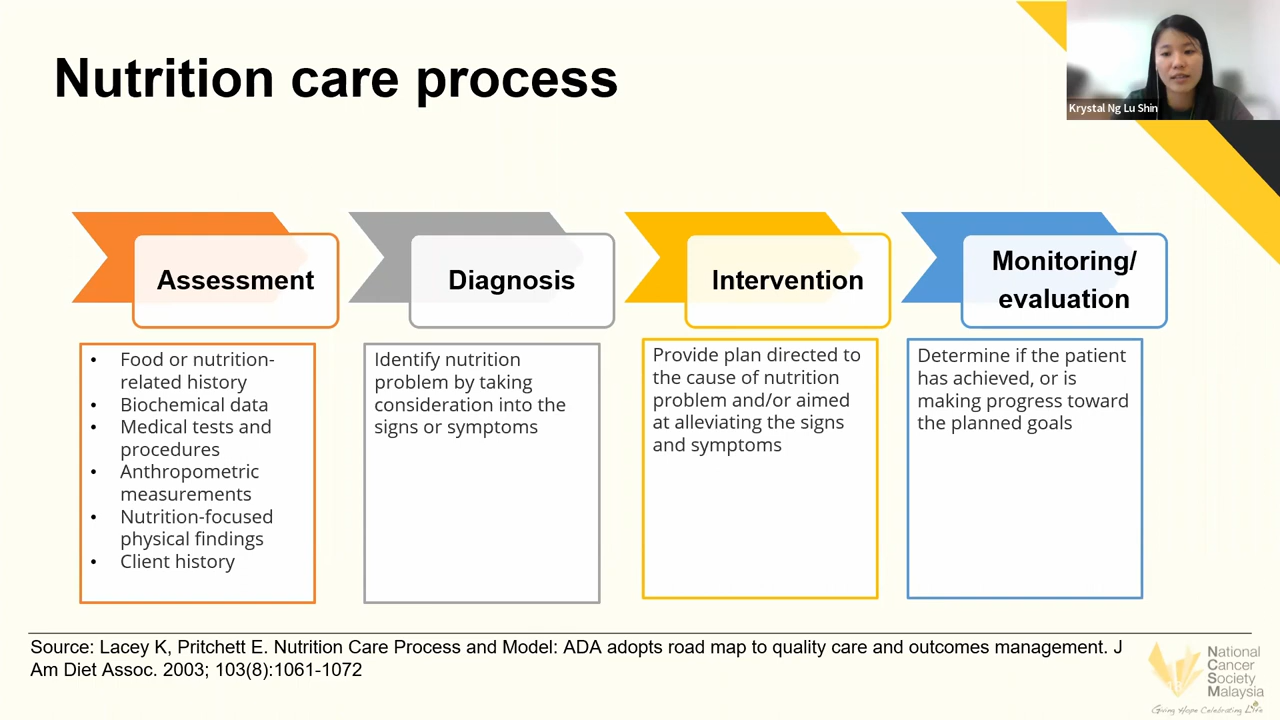 Nutrition care process
Krystal Ng Lu Shin
Assessment
• Food or nutrition-
related history
• Biochemical data
• Medical tests and
procedures
• Anthropometric
measurements
• Nutrition-focused
physical findings
• Client history
Diagnosis
Identify nutrition
problem by taking
consideration into the
signs or symptoms
Intervention
Provide plan directed to
the cause of nutrition
problem and/or aimed
at alleviating the signs
and symptoms
Monitoring/
evaluation
Determine if the patient
has achieved, or is
making progress toward
the planned goals
Source: Lacey K, Pritchett E. Nutrition Care Process and Model: ADA adopts road map to quality care and outcomes management. J
Am Diet Assoc. 2003; 103(8):1061-1072
National
Cancer
Society
Malaysia
Giving Hope Celebrating Life